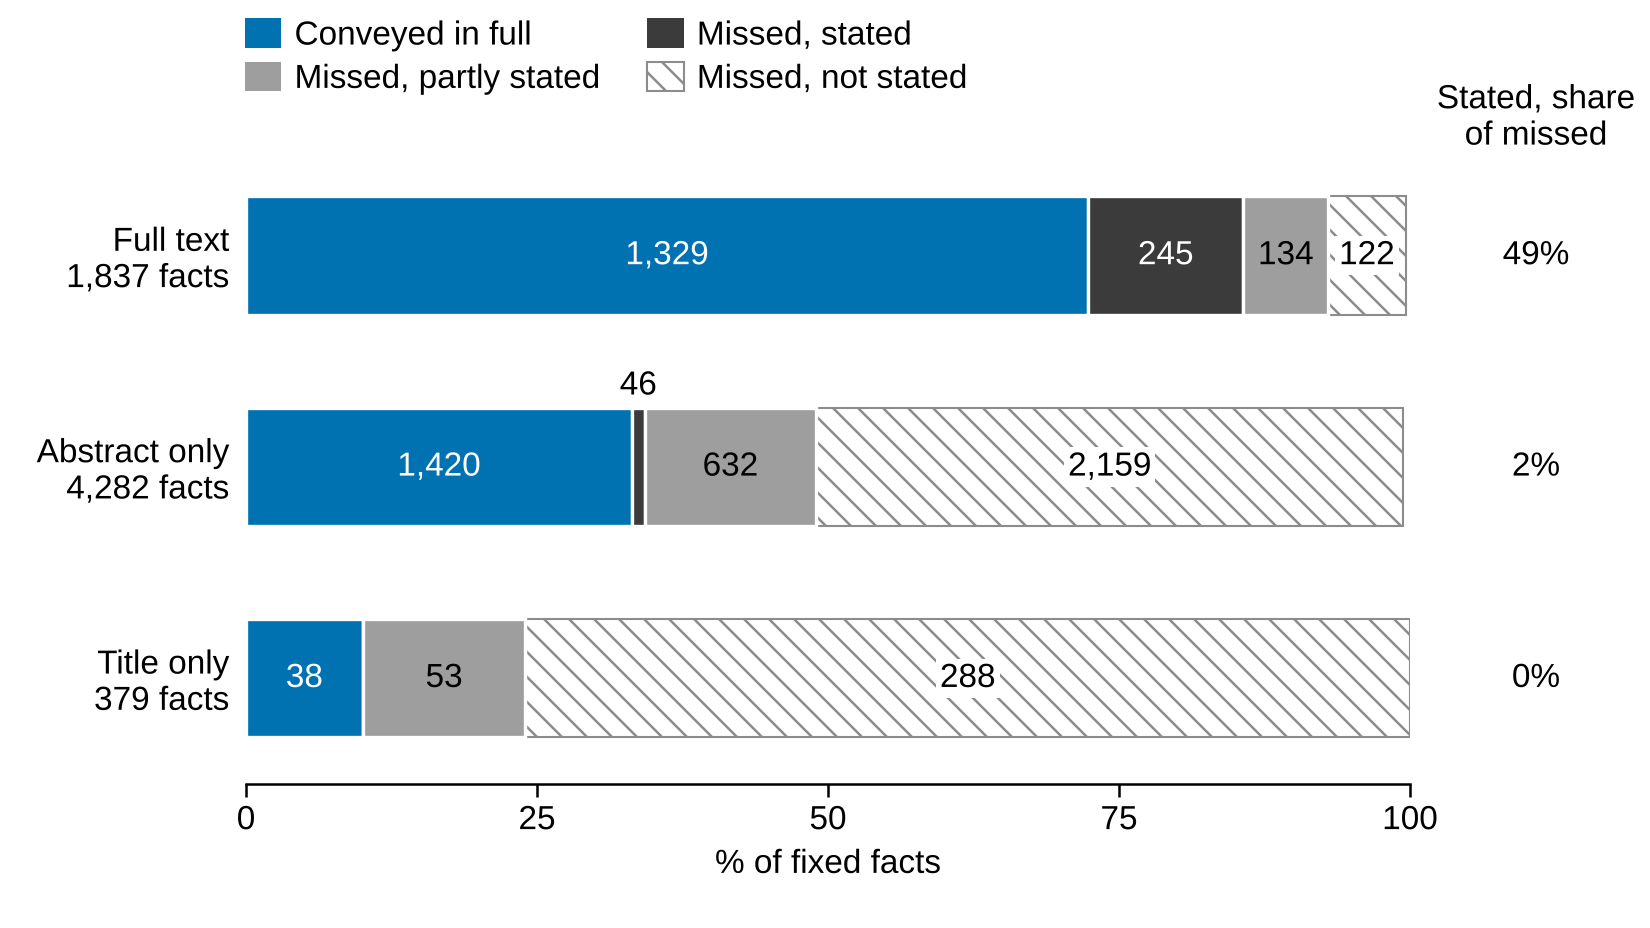 Conveyed in full
Missed, stated
Missed, partly stated
Missed, not stated
Stated, share
of missed
Full text
1,837 facts
1,329
245
134
122
49%
46
Abstract only
4,282 facts
1,420
632
2,159
2%
Title only
379 facts
38
53
288
0%
0
25
50
75
100
% of fixed facts